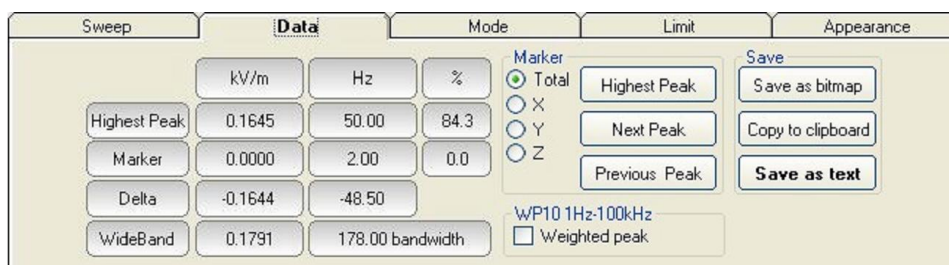 Sweep Data Mode Limit Appearance
kV/m Hz %
Highest Peak 0.1645 50.00 84.3
Marker 0.0000 2.00 0.0
Delta -0.1644 -48.50
WideBand 0.1791 178.00 bandwidth
Marker
Total
X
Y
Z
Highest Peak
Next Peak
Previous Peak
WP10 1Hz-100kHz
Weighted peak
Save
Save as bitmap
Copy to clipboard
Save as text